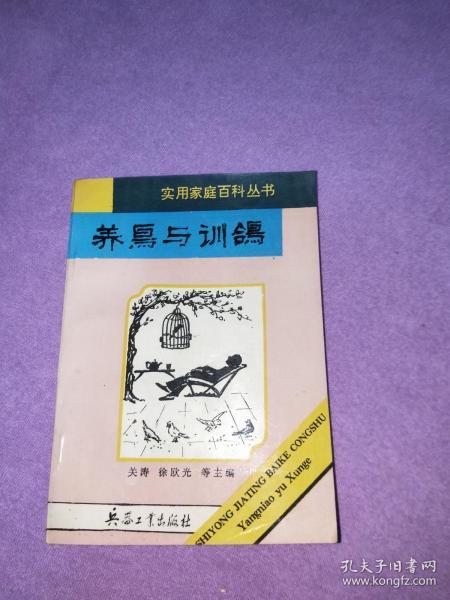 实用家庭百科丛书
养鸟与训鸽
关涛 徐欧光 等主编
兵器工业出版社
SHIYONG JIATING BAIKE CONGSHU
Yangniao yu Xunge
孔夫子旧书网
www.kongfz.com